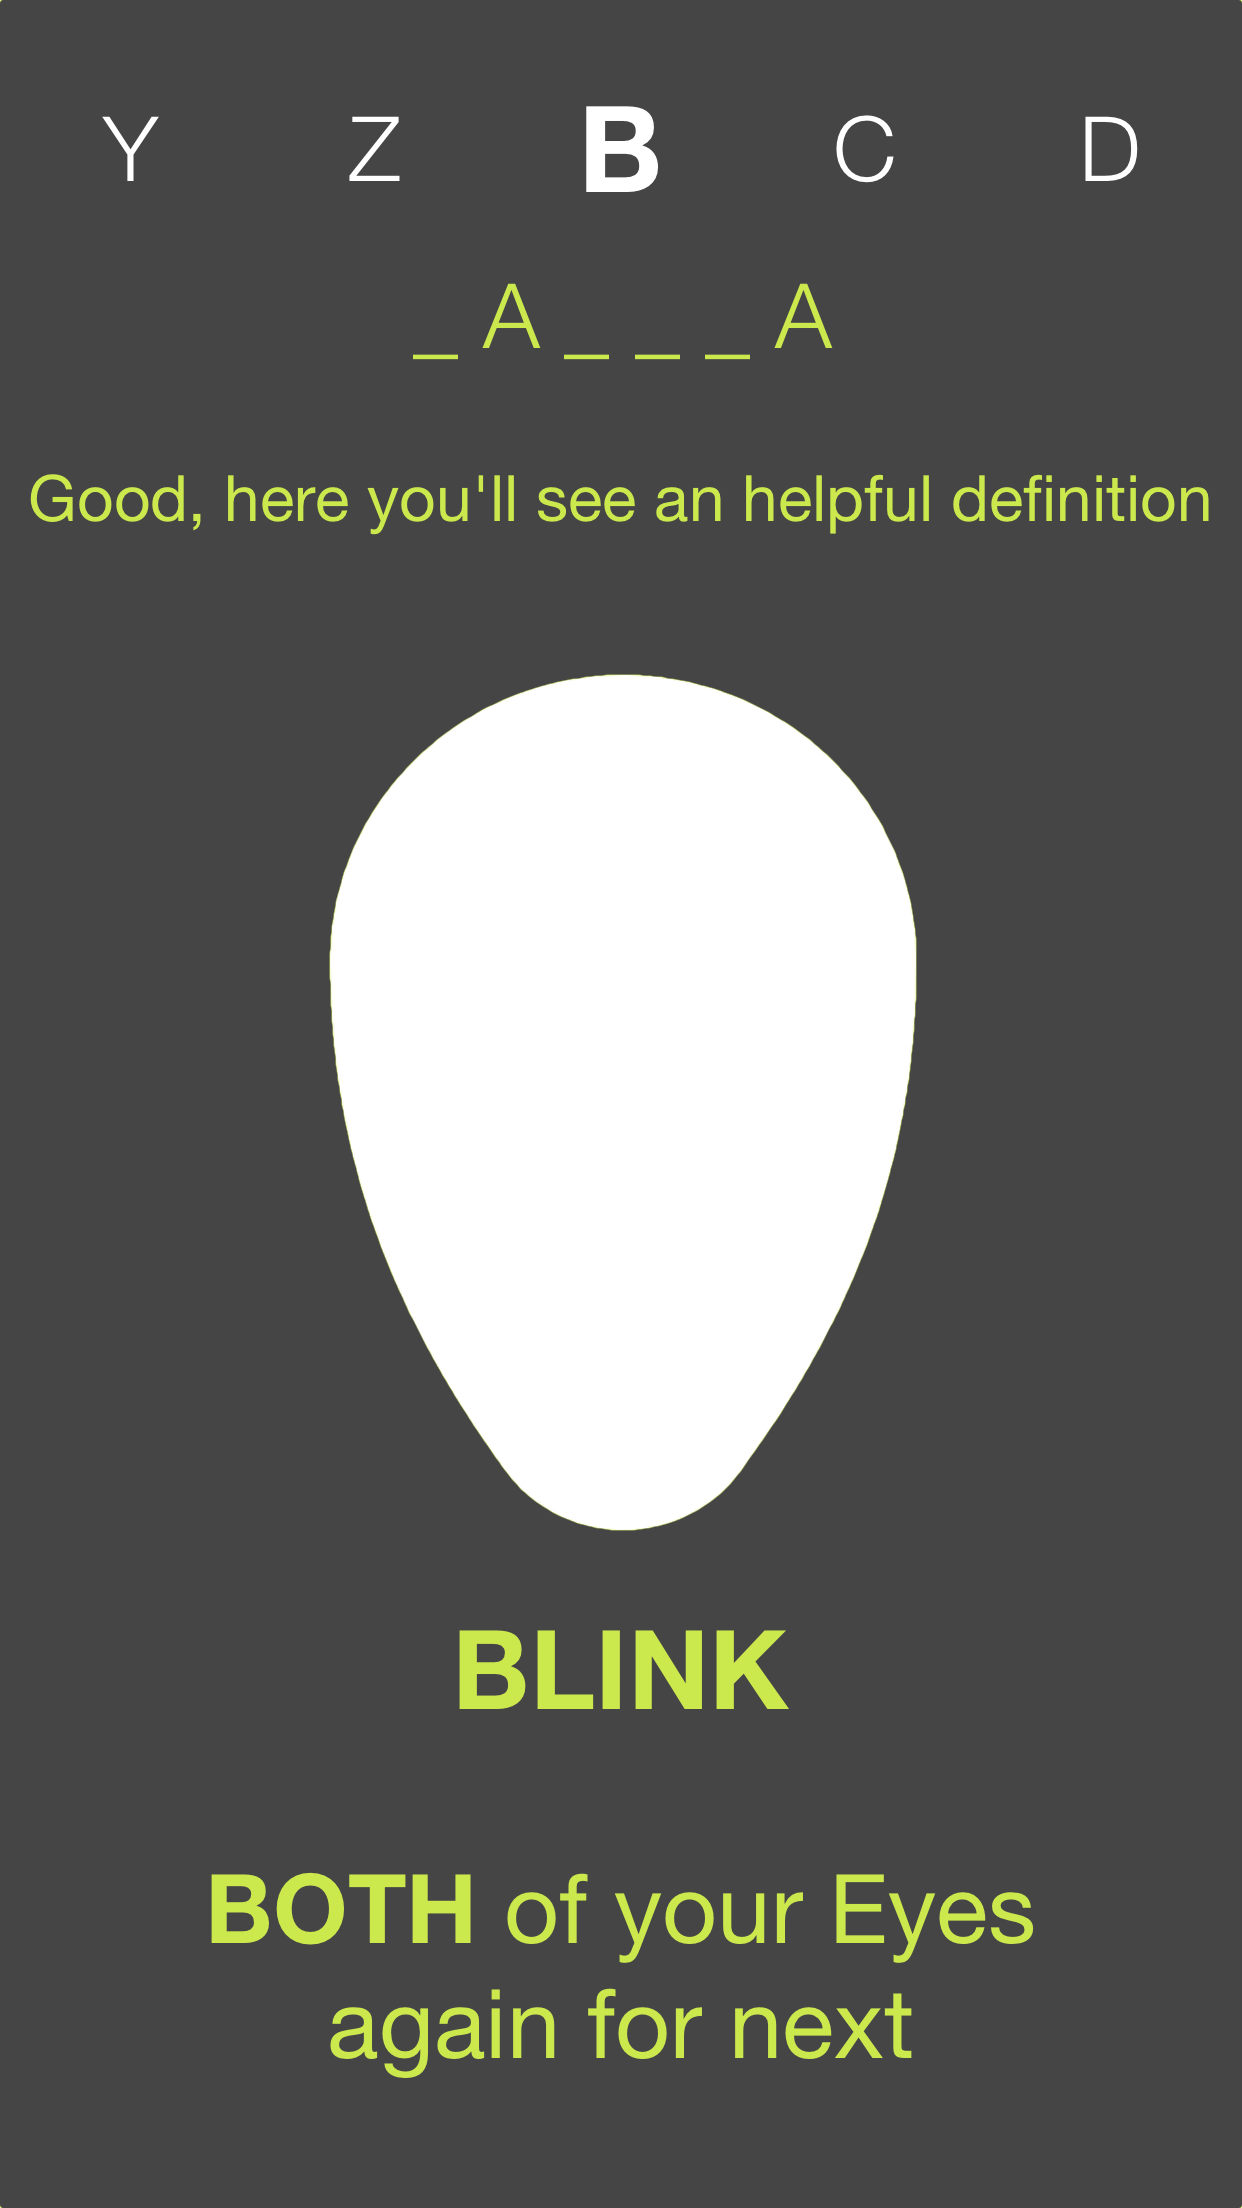 Y Z B C D
_ A _ _ _ A
Good, here you'll see an helpful definition
BLINK
BOTH of your Eyes
again for next